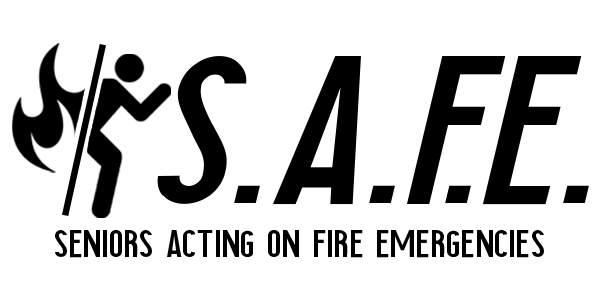 S.A.F.E.
SENIORS ACTING ON FIRE EMERGENCIES